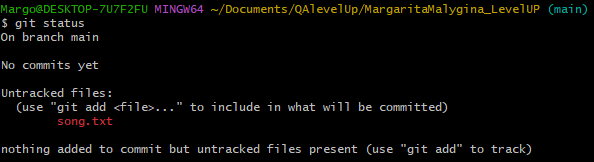 Margo@DESKTOP-7U7F2FU MINGW64 ~/Documents/QAlevelUp/MargaritaMalygina_LevelUP (main)
$ git status
On branch main
No commits yet
Untracked files:
(use "git add <file>..." to include in what will be committed)
song.txt
nothing added to commit but untracked files present (use "git add" to track)